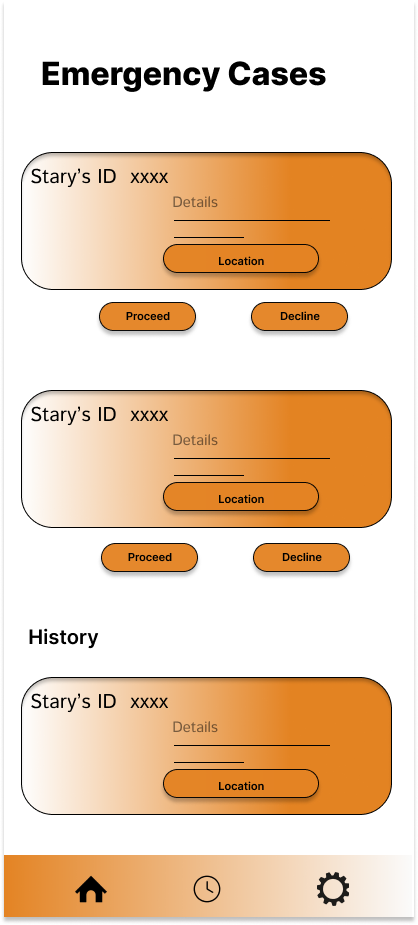 Emergency Cases
Stary's ID xxxx
Details
Location
Proceed Decline
Stary's ID xxxx
Details
Location
Proceed Decline
History
Stary's ID xxxx
Details
Location